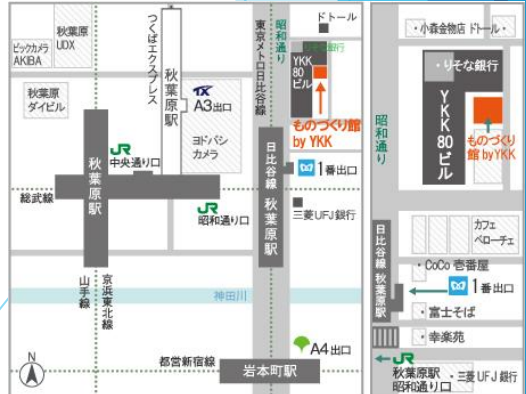 ビックカメラ
AKIBA
秋葉原
UDX
つくばエクスプレス
秋葉原駅
秋葉原
ダイビル
TX
A3出口
ヨドバシ
カメラ
東京メトロ日比谷線
昭和通り
ドトール
りそな銀行
YKK
80
ビル
ものづくり館
by YKK
JR
中央通り口
秋葉原駅
総武線
JR
昭和通り口
日比谷線 秋葉原駅
1番出口
三菱UFJ銀行
山手線
京浜東北線
神田川
都営新宿線
A4出口
岩本町駅
N
・小森金物店 ドトール・
・りそな銀行
昭和通り
YKK80ビル
ものづくり
館 by YKK
カフェ
ベローチェ
日比谷線 秋葉原駅
・CoCo 壱番屋
1番出口
・富士そば
・幸楽苑
JR
秋葉原駅
昭和通り口
・三菱UFJ銀行